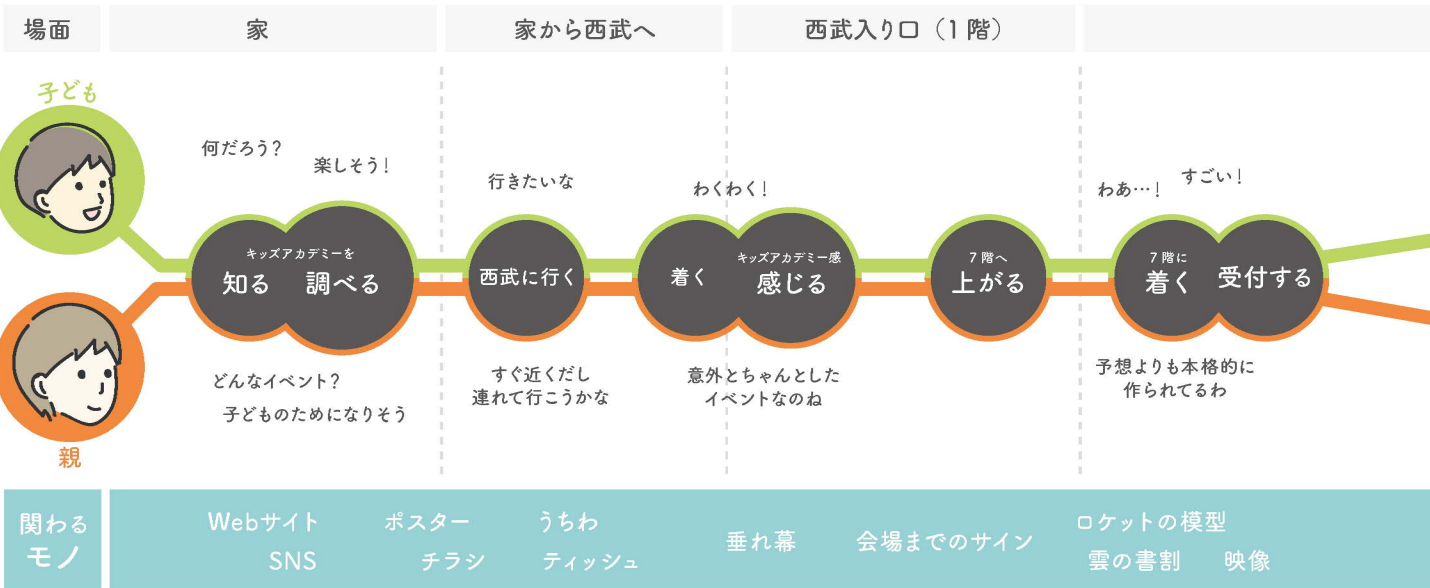 場面
家
家から西武へ
西武入り口（1階）
子ども
何だろう？
楽しそう！
行きたいな
わくわく！
わあ…！
すごい！
キッズアカデミーを
知る
調べる
西武に行く
着く
キッズアカデミー感
感じる
7階へ
上がる
7階に
着く
受付する
どんなイベント？
子どものためになりそう
すぐ近くだし
連れて行こうかな
意外とちゃんとした
イベントなのね
予想よりも本格的に
作られてるわ
親
関わる
モノ
Webサイト
SNS
ポスター
チラシ
うちわ
ティッシュ
垂れ幕
会場までのサイン
ロケットの模型
雲の書割
映像